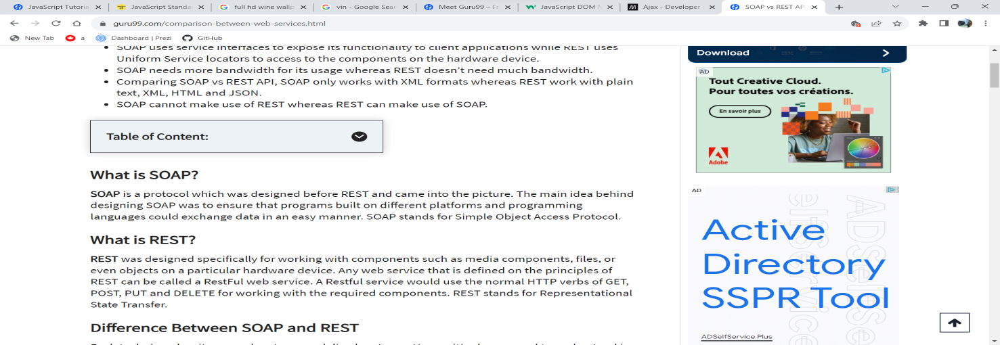 JavaScript Tutoria
JavaScript Standar
full hd wine wallp
vin - Google Sear
Meet Guru99 – Fr
JavaScript DOM M
Ajax - Developer
SOAP vs REST API
guru99.com/comparison-between-web-services.html
New Tab
a
Dashboard | Prezi
GitHub
• SOAP uses service interfaces to expose its functionality to client applications while REST uses
Uniform Service locators to access to the components on the hardware device.
• SOAP needs more bandwidth for its usage whereas REST doesn’t need much bandwidth.
• Comparing SOAP vs REST API, SOAP only works with XML formats whereas REST work with plain
text, XML, HTML and JSON.
• SOAP cannot make use of REST whereas REST can make use of SOAP.
Table of Content:
What is SOAP?
SOAP is a protocol which was designed before REST and came into the picture. The main idea behind
designing SOAP was to ensure that programs built on different platforms and programming
languages could exchange data in an easy manner. SOAP stands for Simple Object Access Protocol.
What is REST?
REST was designed specifically for working with components such as media components, files, or
even objects on a particular hardware device. Any web service that is defined on the principles of
REST can be called a RestFul web service. A Restful service would use the normal HTTP verbs of GET,
POST, PUT and DELETE for working with the required components. REST stands for Representational
State Transfer.
Difference Between SOAP and REST
Download
AD
Tout Creative Cloud.
Pour toutes vos créations.
En savoir plus
Adobe
AD
Active
Directory
SSPR Tool
ADSelfService Plus